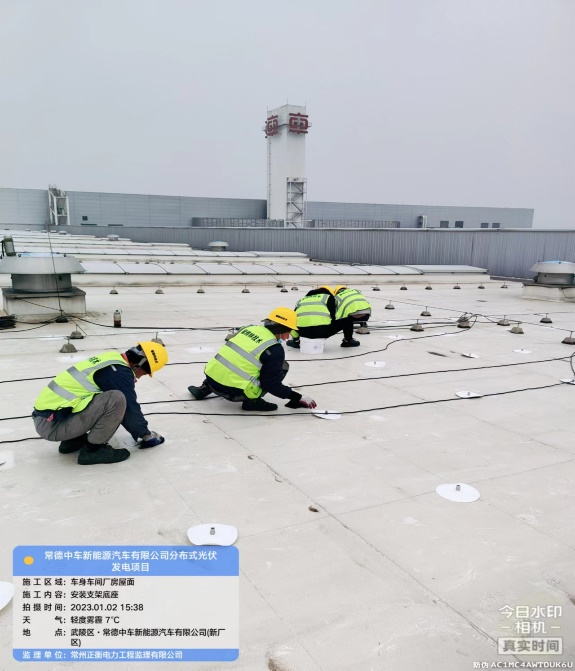 常德中车新能源汽车有限公司分布式光伏
发电项目
施工区域：车身车间厂房屋面
施工内容：安装支架底座
拍摄时间：2023.01.02 15:38
天气：轻度雾霾 7℃
地点：武陵区·常德中车新能源汽车有限公司(新厂
区)
监理单位：常州正衡电力工程监理有限公司
今日水印
相机
真实时间
防伪 AC1MC4AWTDUK6U